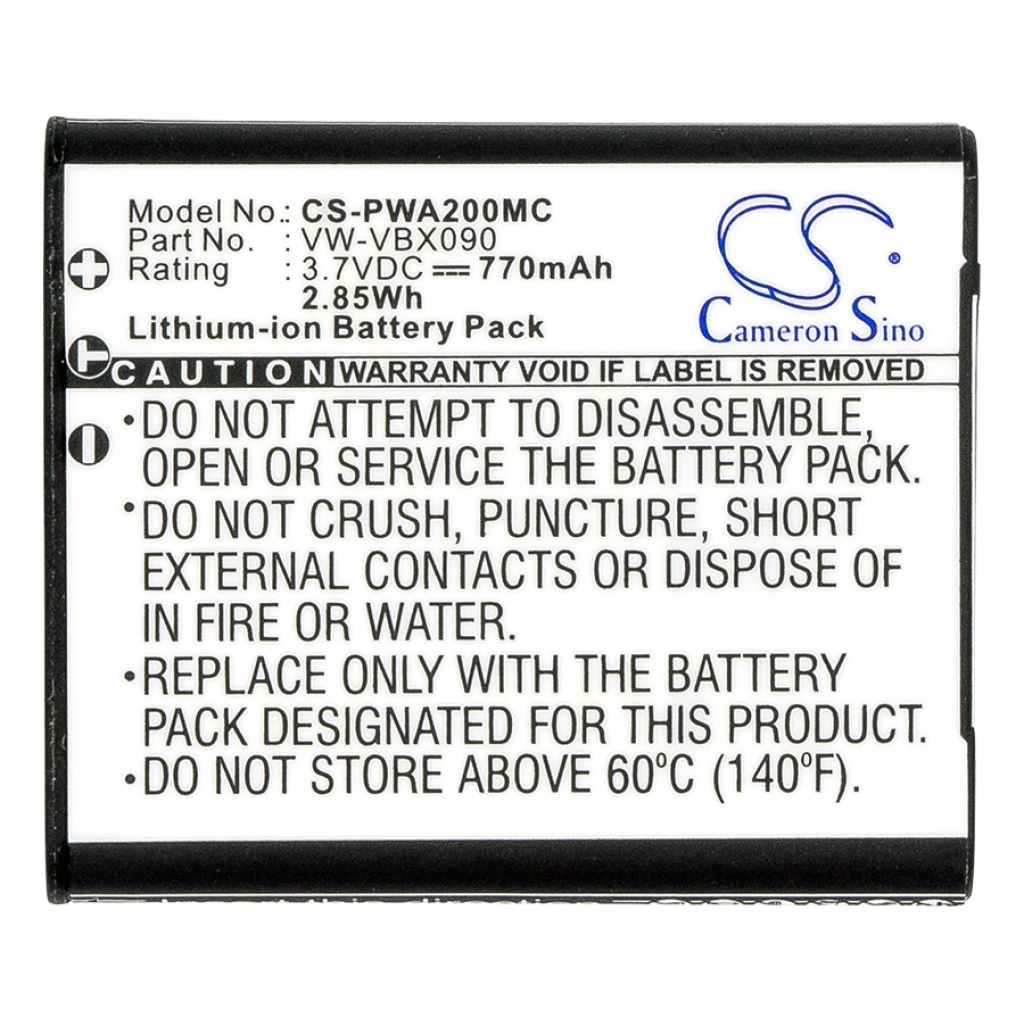 Model No.: CS-PWA200MC
Part No. : VW-VBX090
Rating : 3.7VDC 770mAh
2.85Wh
Lithium-ion Battery Pack
CS ®
Cameron Sino
+
T
CAUTION WARRANTY VOID IF LABEL IS REMOVED
-
•DO NOT ATTEMPT TO DISASSEMBLE,
OPEN OR SERVICE THE BATTERY PACK.
•DO NOT CRUSH, PUNCTURE, SHORT
EXTERNAL CONTACTS OR DISPOSE OF
IN FIRE OR WATER.
•REPLACE ONLY WITH THE BATTERY
PACK DESIGNATED FOR THIS PRODUCT.
•DO NOT STORE ABOVE 60°C (140°F).